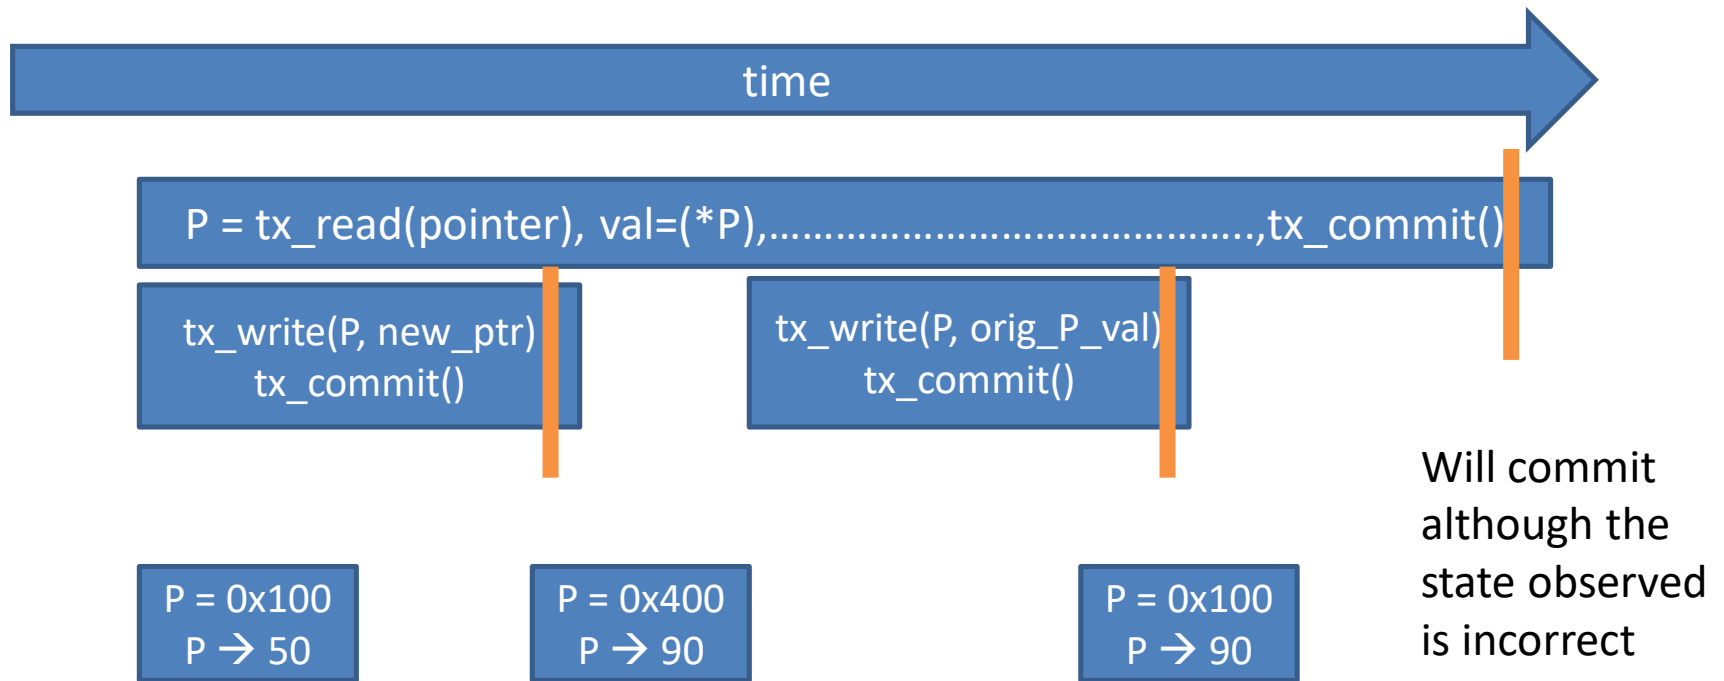 time
P = tx_read(pointer), val=(*P),…………………………………………..,tx_commit()
tx_write(P, new_ptr)
tx_commit()
tx_write(P, orig_P_val)
tx_commit()
Will commit
although the
state observed
is incorrect
P = 0x100
P → 50
P = 0x400
P → 90
P = 0x100
P → 90